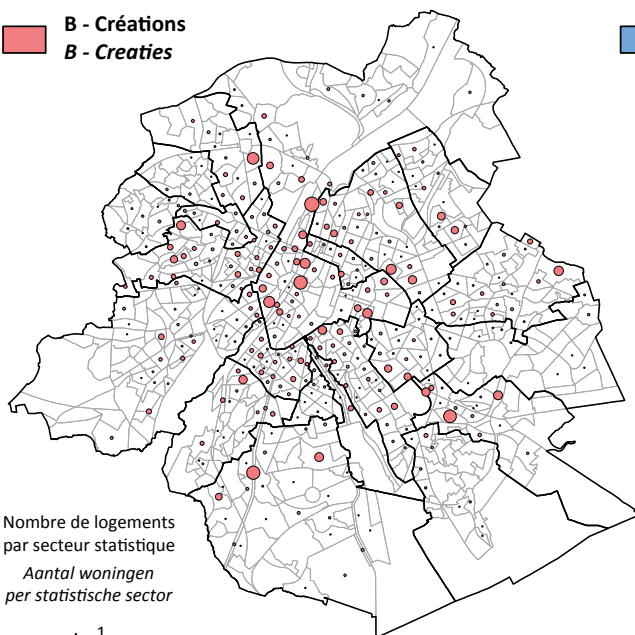 B - Créations
B - Creaties
Nombre de logements
par secteur statistique
Aantal woningen
per statistische sector
1